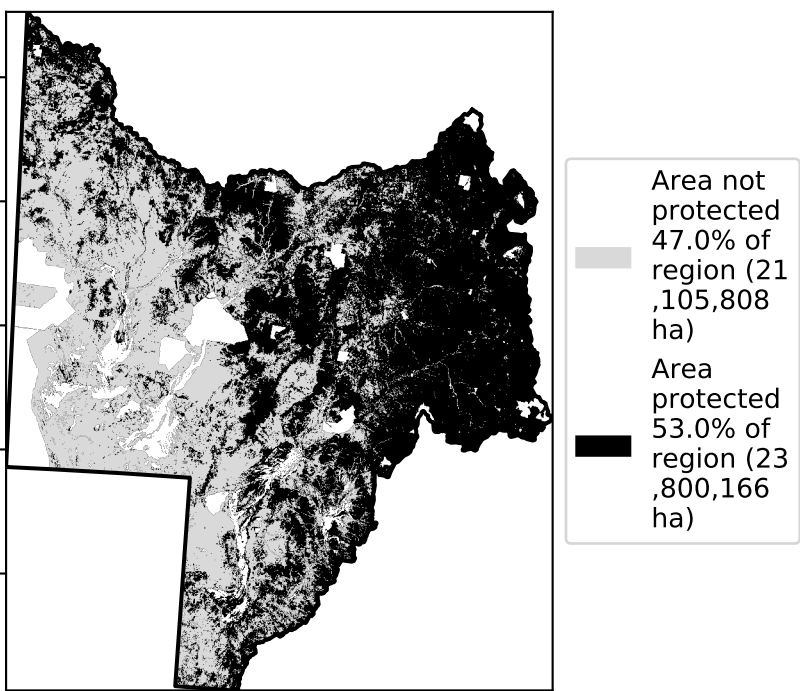 Area not
protected
47.0% of
region (21
,105,808
ha)
Area
protected
53.0% of
region (23
,800,166
ha)